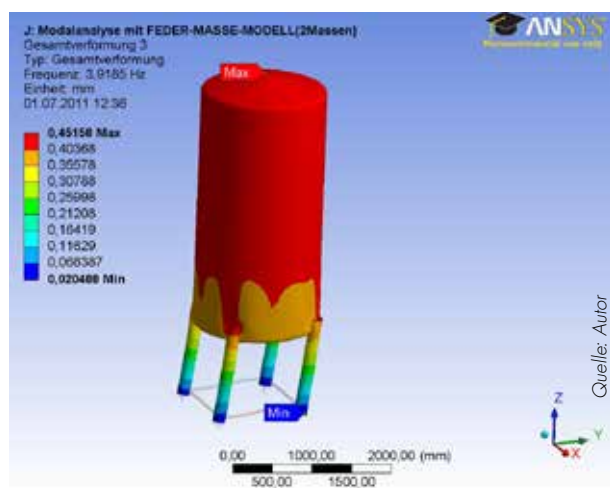 J: Modalanalyse mit FEDER-MASSE-MODELL(2Massen)
Gesamtverformung 3
Typ: Gesamtverformung
Frequenz: 3,9185 Hz
Einheit: mm
01.07.2011 12:36
ANSYS
0,45158 Max
0,40368
0,35578
0,30788
0,25998
0,21208
0,16419
0,11629
0,068387
0,020488 Min
Max
Min
Quelle: Autor
Z
Y
X
0,00 1000,00 2000,00 (mm)
500,00 1500,00